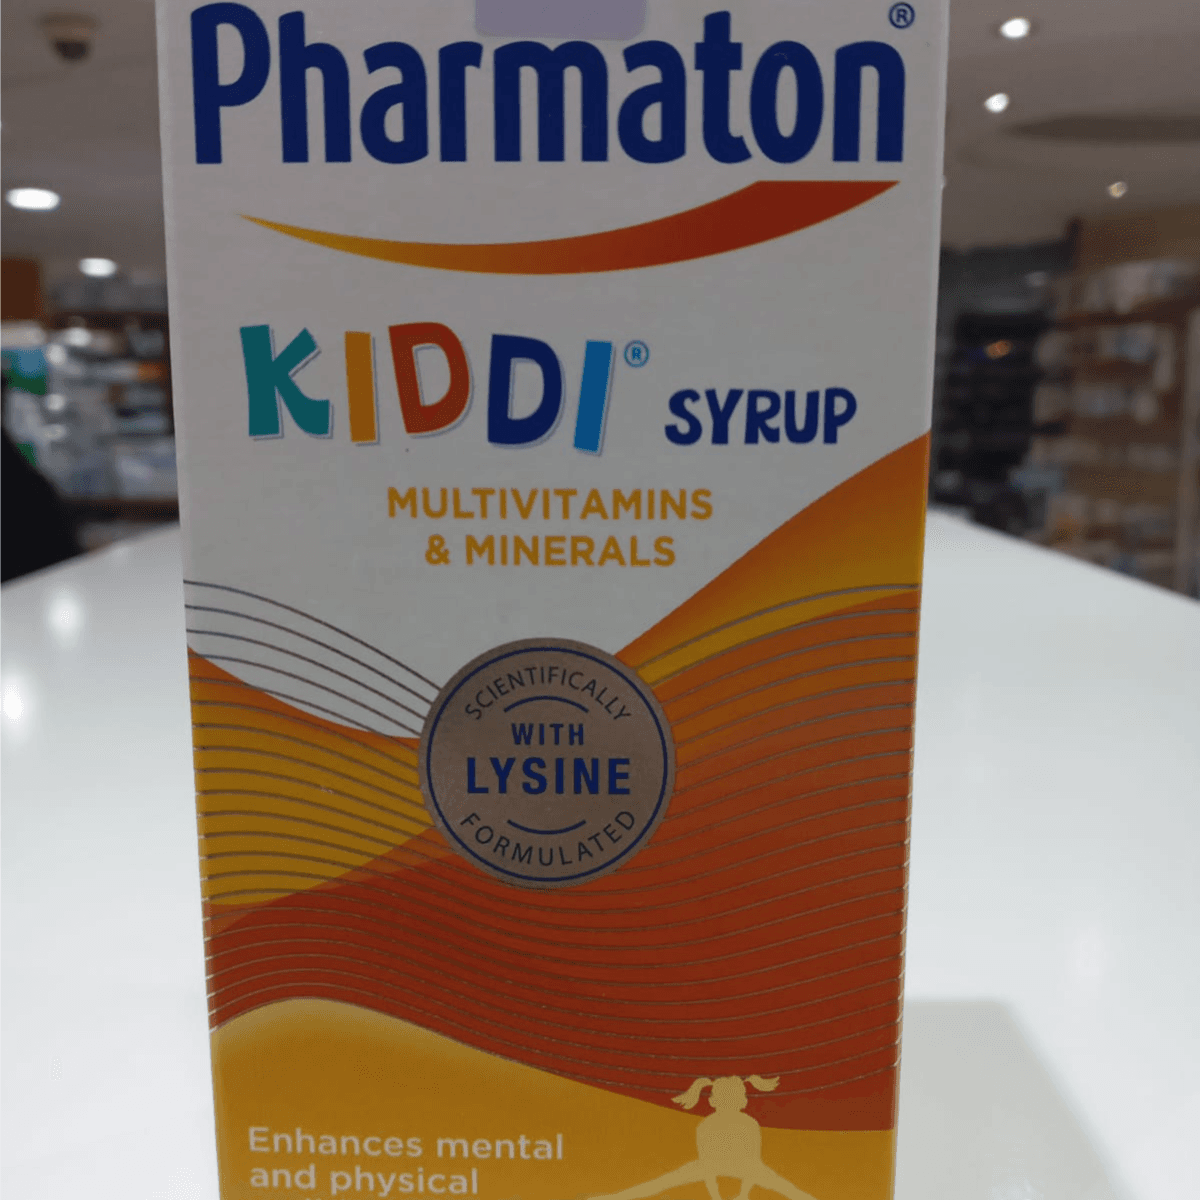 Pharmaton®
KIDDI® SYRUP
MULTIVITAMINS
& MINERALS
SCIENTIFICALLY
WITH
LYSINE
FORMULATED
Enhances mental
and physical